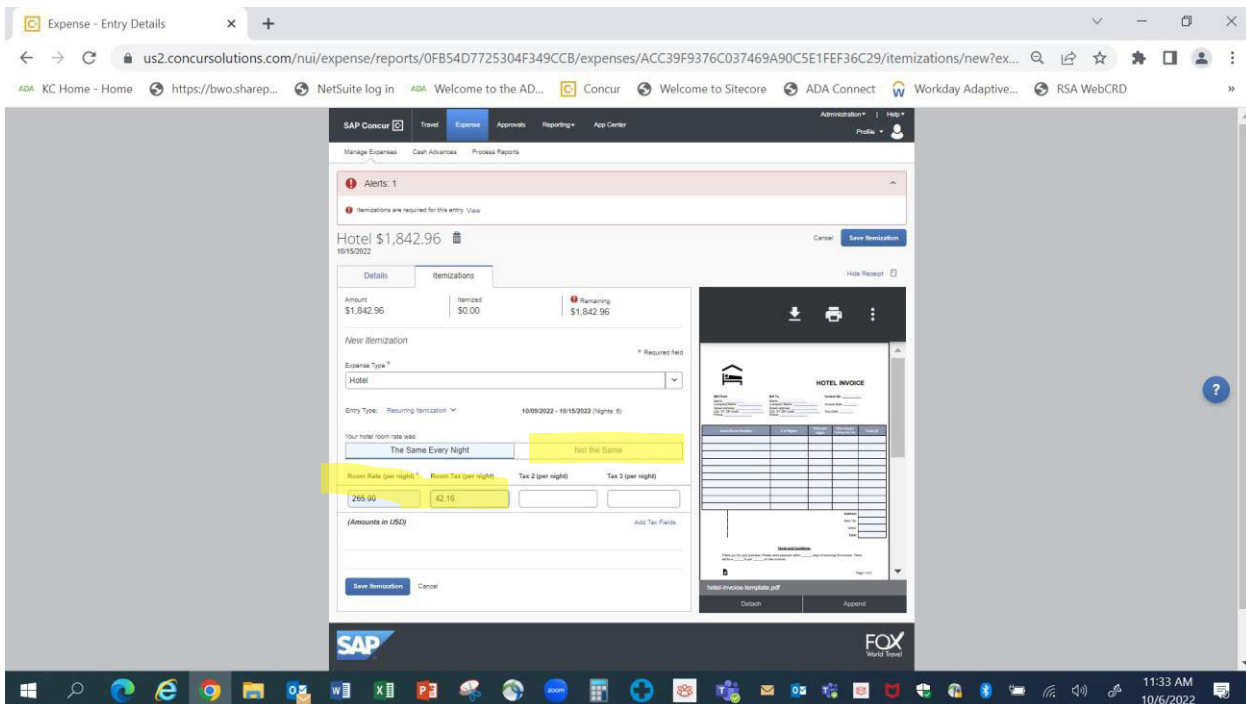 Expense - Entry Details
us2.concursolutions.com/nui/expense/reports/0FB54D7725304F349CCB/expenses/ACC39F9376C037469A90C5E1FEF36C29/itemizations/new?ex...
ADA KC Home - Home https://bwo.sharep... NetSuite log in ADA Welcome to the AD... Concur Welcome to Sitecore ADA Connect Workday Adaptive... RSA WebCRD »
Administration | Help
SAP Concur C Travel Expense Approvals Reporting App Center
Profile
Manage Expenses Cash Advances Process Reports
Alerts: 1
Itemizations are required for this entry. View
Hotel $1,842.96
Cancel Save Itemization
10/15/2022
Details Itemizations
Hide Receipt
Amount Itemized Remaining
$1,842.96 $0.00 $1,842.96
New Itemization
* Required field
Expense Type *
Hotel
Entry Type: Recurring Itemization 10/09/2022 - 10/15/2022 (Nights: 6)
Your hotel room rate was:
The Same Every Night Not the Same
Room Rate (per night) * Room Tax (per night) Tax 2 (per night) Tax 3 (per night)
265.00 42.16
(Amounts in USD) Add Tax Fields
Save Itemization Cancel
HOTEL INVOICE
hotel-invoice-template.pdf
Detach Append
SAP
FOX
World Travel
zoom
11:33 AM
10/6/2022